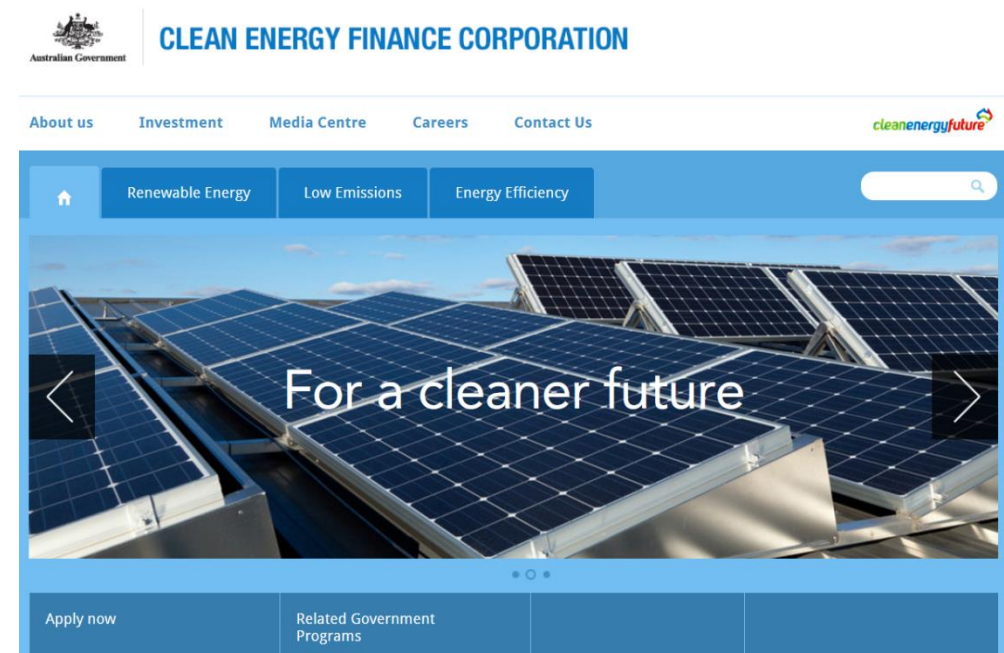 Australian Government
CLEAN ENERGY FINANCE CORPORATION
About us
Investment
Media Centre
Careers
Contact Us
cleanenergyfuture
Renewable Energy
Low Emissions
Energy Efficiency
For a cleaner future
Apply now
Related Government
Programs